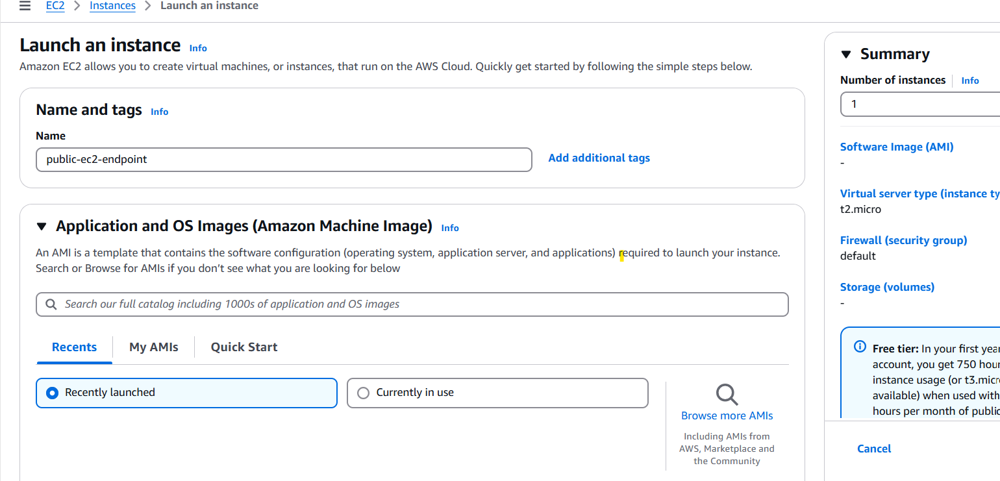 EC2 > Instances > Launch an instance
Launch an instance Info
Amazon EC2 allows you to create virtual machines, or instances, that run on the AWS Cloud. Quickly get started by following the simple steps below.
Name and tags Info
Name
public-ec2-endpoint
Add additional tags
Application and OS Images (Amazon Machine Image) Info
An AMI is a template that contains the software configuration (operating system, application server, and applications) required to launch your instance.
Search or Browse for AMIs if you don’t see what you are looking for below
Search our full catalog including 1000s of application and OS images
Recents
My AMIs
Quick Start
Recently launched
Currently in use
Browse more AMIs
Including AMIs from
AWS, Marketplace and
the Community
Summary
Number of instances Info
1
Software Image (AMI)
-
Virtual server type (instance ty
t2.micro
Firewall (security group)
default
Storage (volumes)
-
Free tier: In your first year
account, you get 750 hour
instance usage (or t3.micr
available) when used with
hours per month of public
Cancel